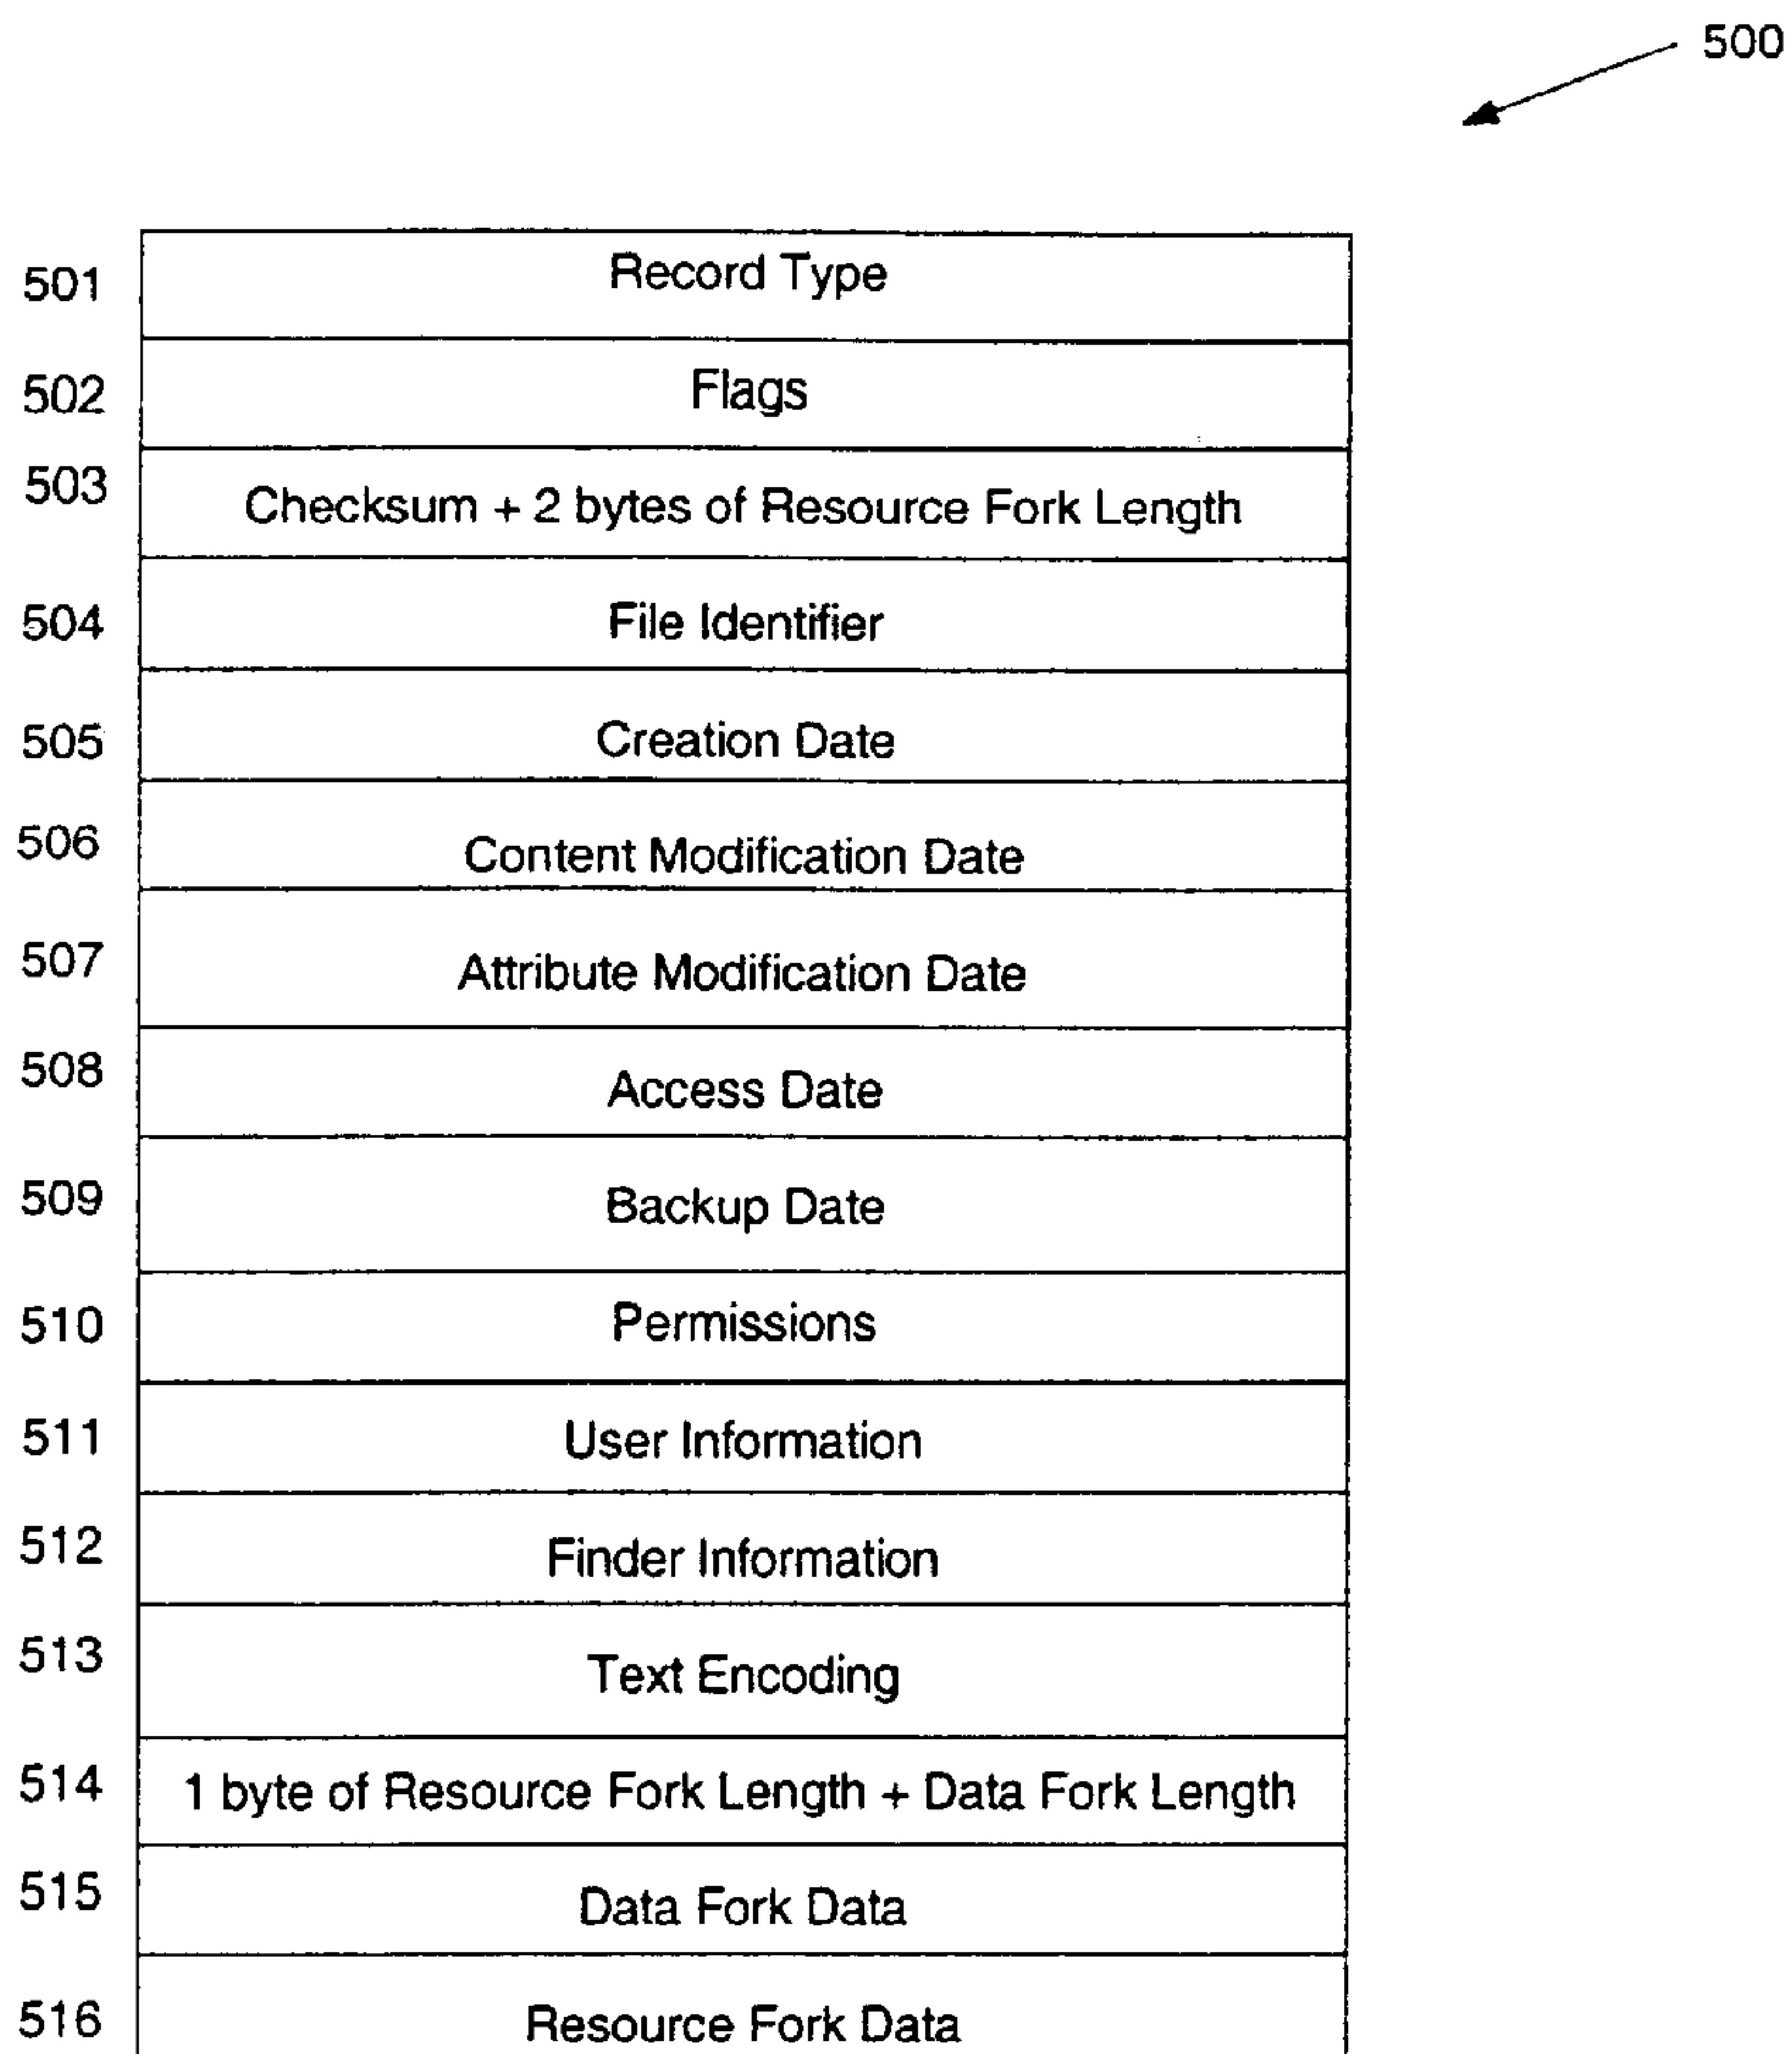 500
501 Record Type
502 Flags
503 Checksum + 2 bytes of Resource Fork Length
504 File Identifier
505 Creation Date
506 Content Modification Date
507 Attribute Modification Date
508 Access Date
509 Backup Date
510 Permissions
511 User Information
512 Finder Information
513 Text Encoding
514 1 byte of Resource Fork Length + Data Fork Length
515 Data Fork Data
516 Resource Fork Data